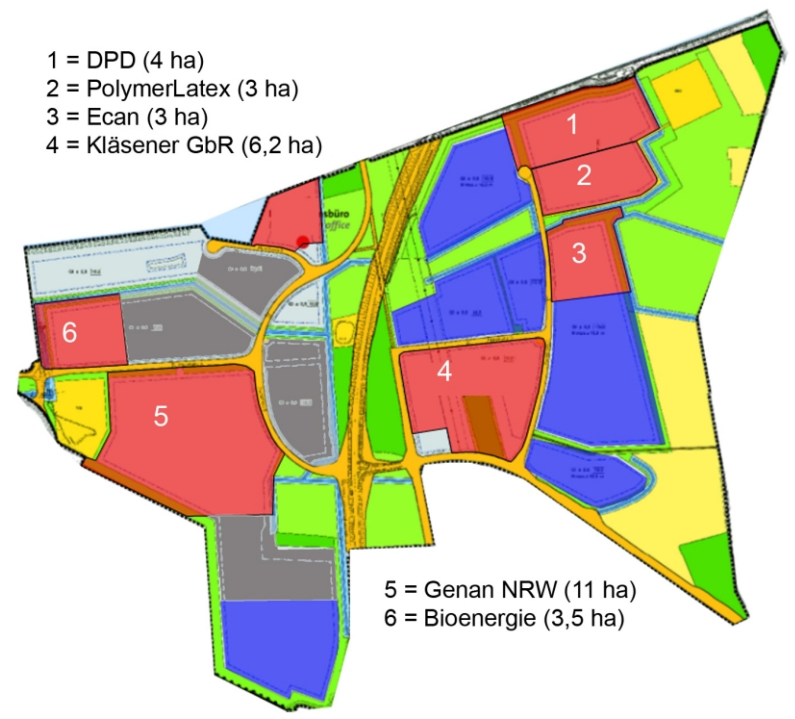 1 = DPD (4 ha)
2 = PolymerLatex (3 ha)
3 = Ecan (3 ha)
4 = Kläsener GbR (6,2 ha)
1
2
3
office
6
4
5
5 = Genan NRW (11 ha)
6 = Bioenergie (3,5 ha)